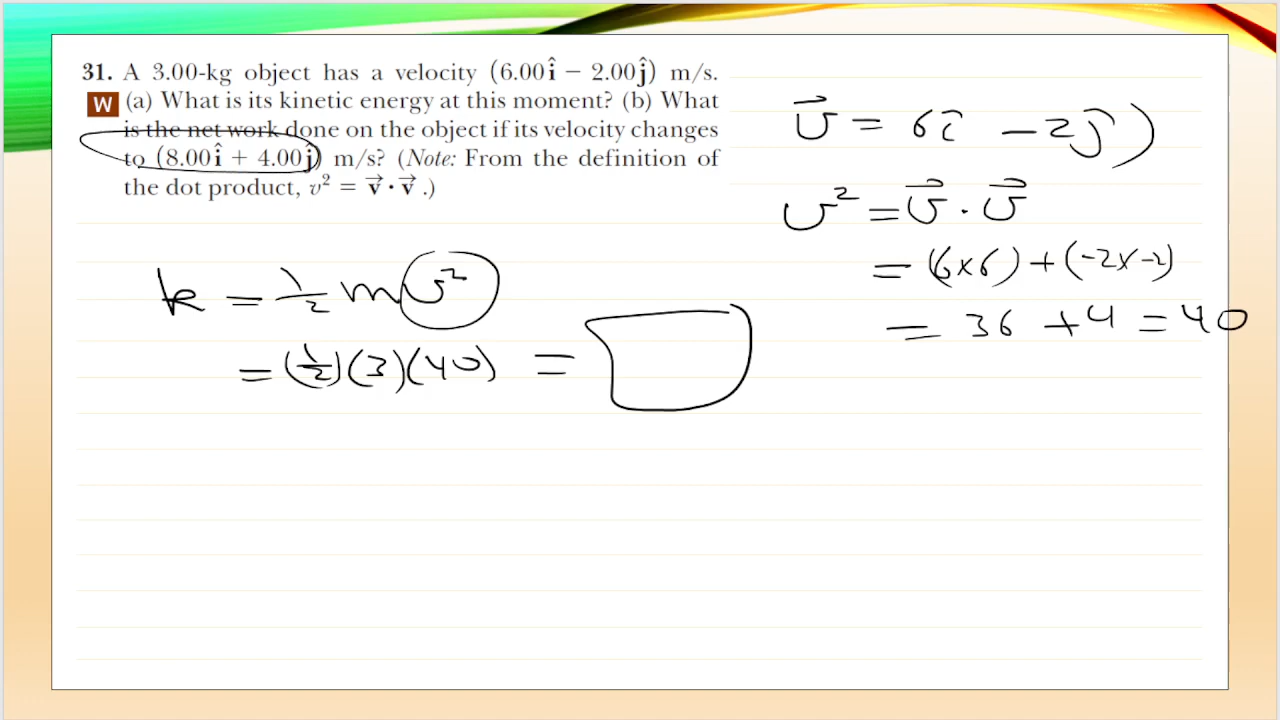 31. A 3.00-kg object has a velocity (6.00î − 2.00ĵ) m/s.
W (a) What is its kinetic energy at this moment? (b) What
is the net work done on the object if its velocity changes
to (8.00î + 4.00ĵ) m/s? (Note: From the definition of
the dot product, v² = v⃗ · v⃗ .)
v⃗ = 6î − 2ĵ)
v² = v⃗ · v⃗
= (6×6) + (−2×−2)
= 36 + 4 = 40
k = 1/2 m v²
= (1/2)(3)(40) =